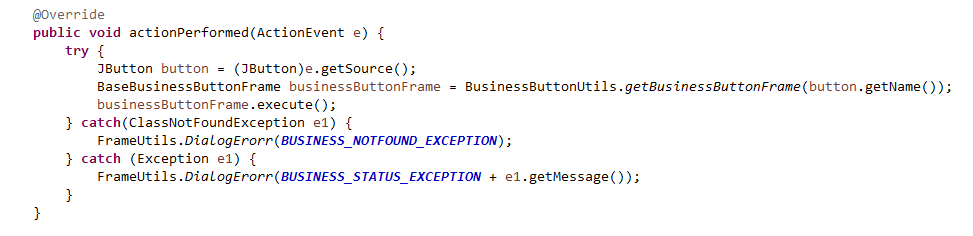 @Override
public void actionPerformed(ActionEvent e) {
try {
JButton button = (JButton)e.getSource();
BaseBusinessButtonFrame businessButtonFrame = BusinessButtonUtils.getBusinessButtonFrame(button.getName());
businessButtonFrame.execute();
} catch(ClassNotFoundException e1) {
FrameUtils.DialogErorr(BUSINESS_NOTFOUND_EXCEPTION);
} catch (Exception e1) {
FrameUtils.DialogErorr(BUSINESS_STATUS_EXCEPTION + e1.getMessage());
}
}